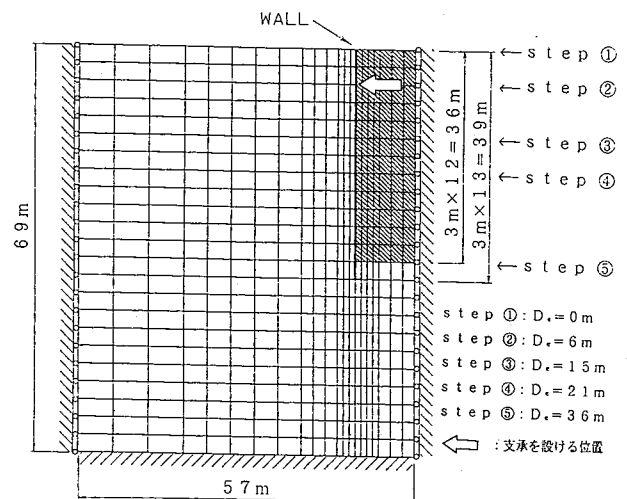 WALL
step ①
step ②
step ③
step ④
step ⑤
3m×12=36m
3m×13=39m
69m
57m
step ①:Dₑ=0m
step ②:Dₑ=6m
step ③:Dₑ=15m
step ④:Dₑ=21m
step ⑤:Dₑ=36m
:支承を設ける位置